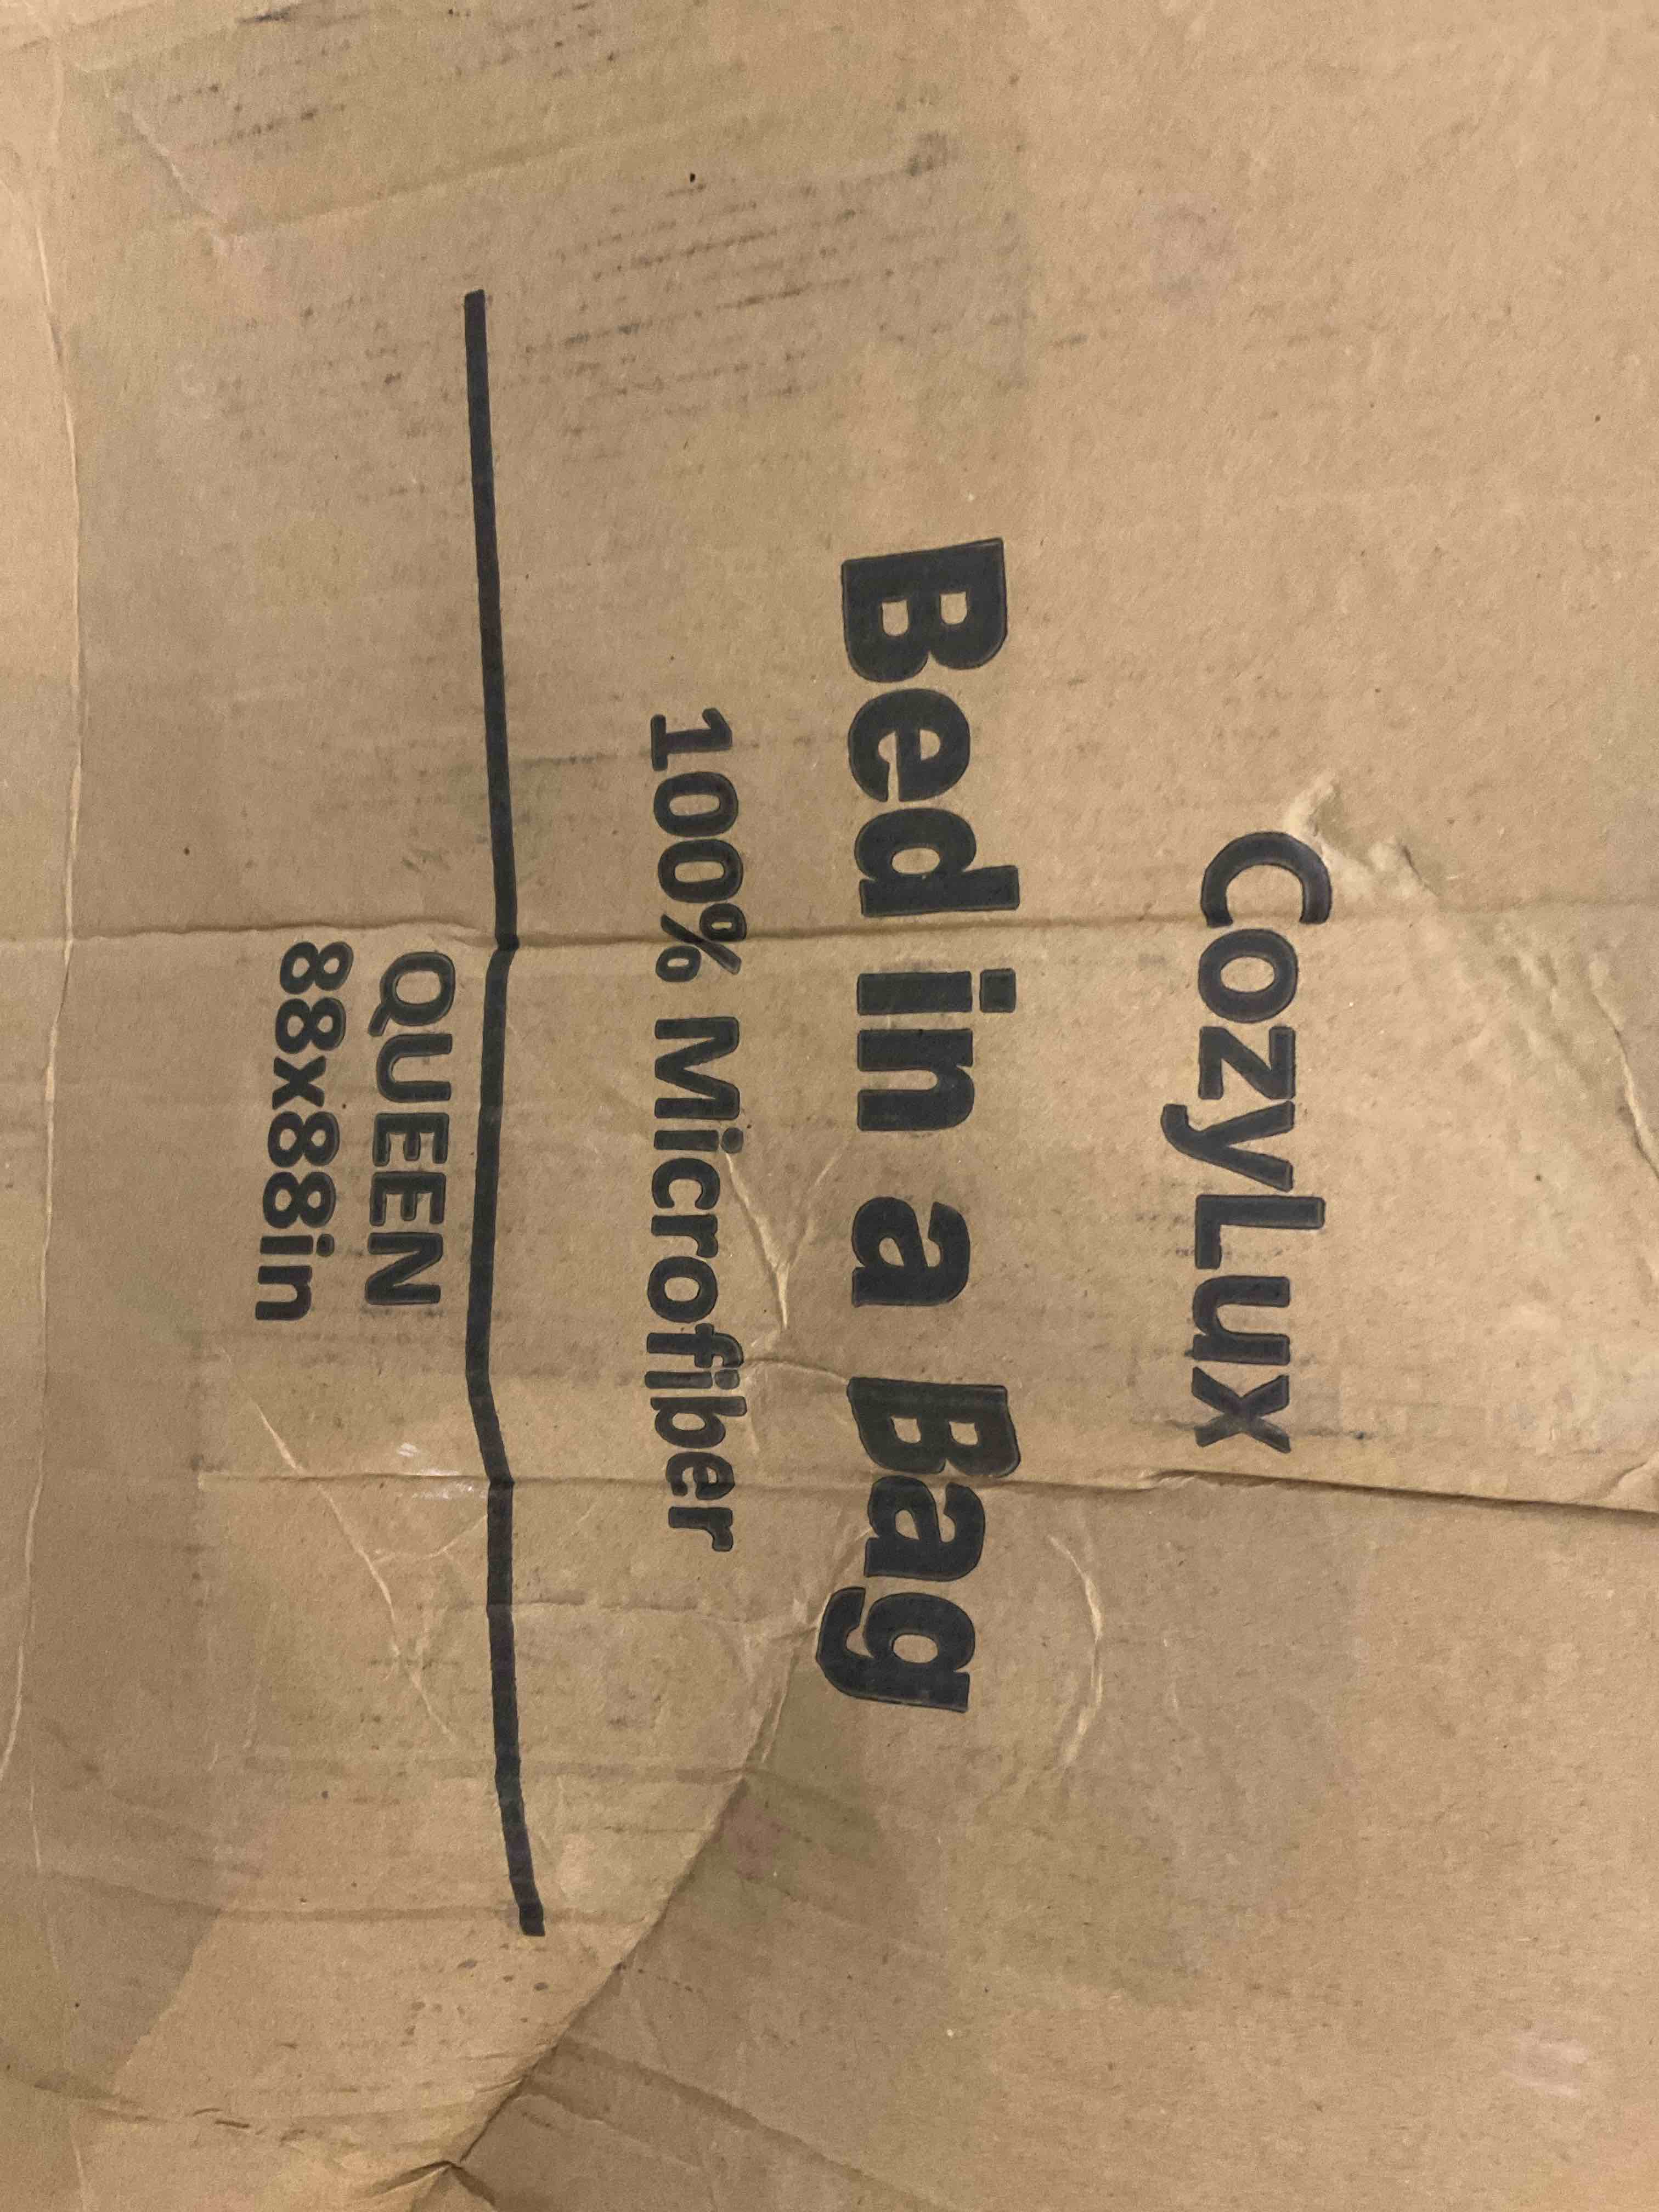 CozyLux
Bed in a Bag
100% Microfiber
QUEEN
88x88in